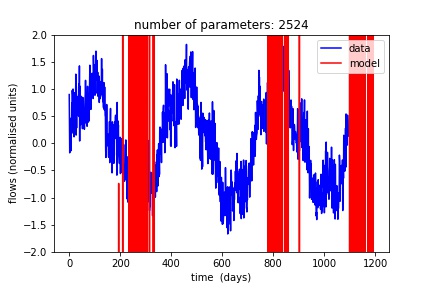 number of parameters: 2524
data
model
flows (normalised units)
2.0
1.5
1.0
0.5
0.0
−0.5
−1.0
−1.5
−2.0
0 200 400 600 800 1000 1200
time (days)